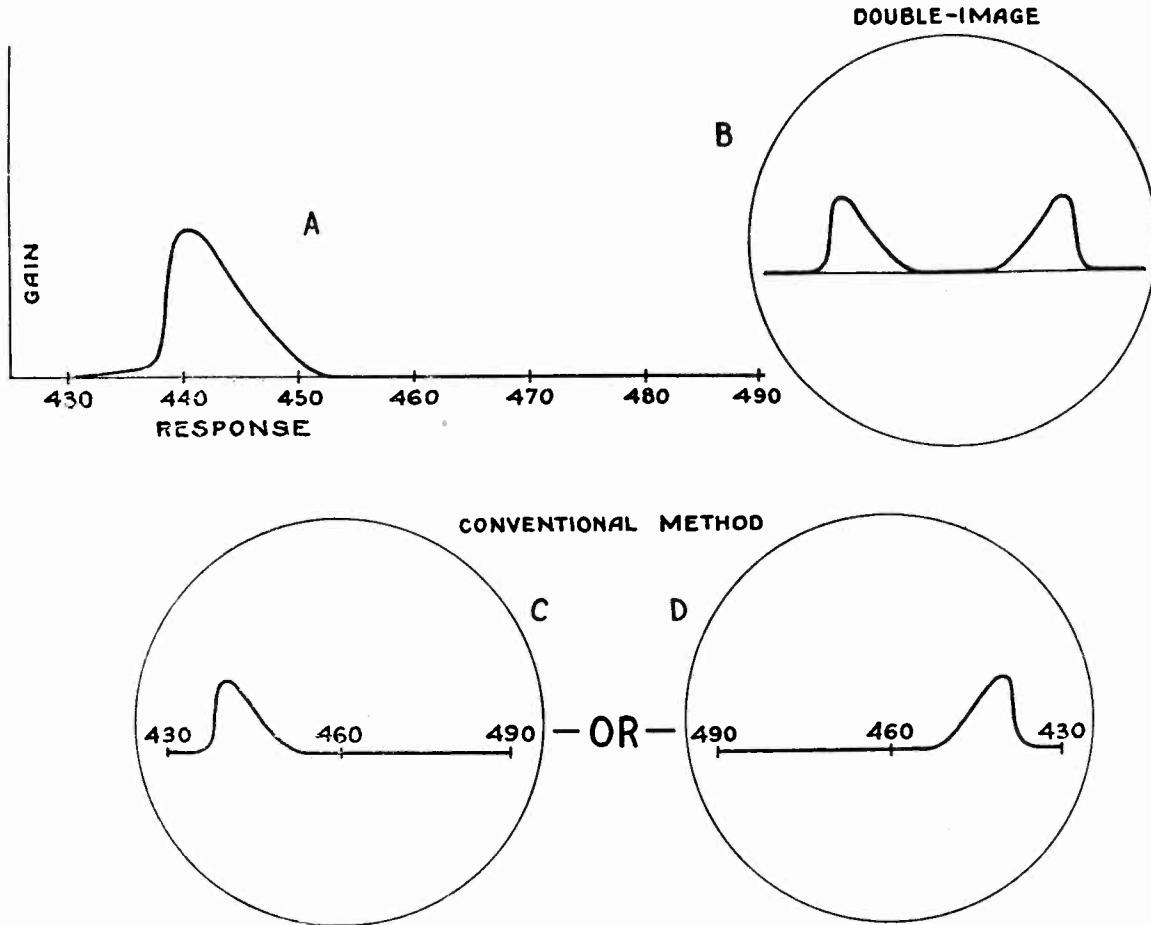 DOUBLE-IMAGE
B
A
GAIN
430 440 450 460 470 480 490
RESPONSE
CONVENTIONAL METHOD
C
D
430 460 490
—OR—
490 460 430